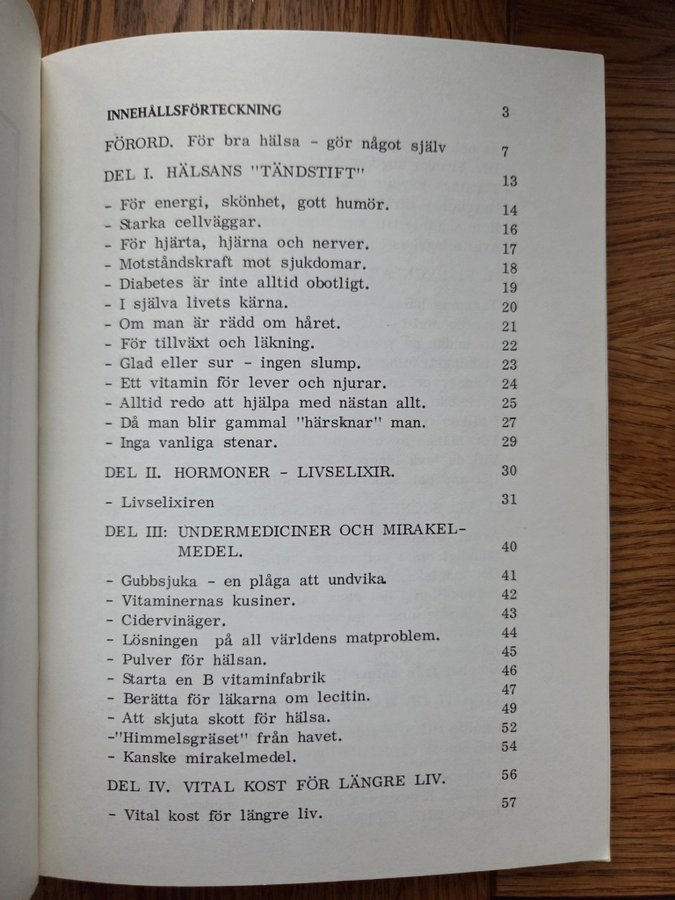 INNEHÅLLSFÖRTECKNING 3
FÖRORD. För bra hälsa - gör något själv 7
DEL I. HÄLSANS "TÄNDSTIFT" 13
- För energi, skönhet, gott humör. 14
- Starka cellväggar. 16
- För hjärta, hjärna och nerver. 17
- Motståndskraft mot sjukdomar. 18
- Diabetes är inte alltid obotligt. 19
- I själva livets kärna. 20
- Om man är rädd om håret. 21
- För tillväxt och läkning. 22
- Glad eller sur - ingen slump. 23
- Ett vitamin för lever och njurar. 24
- Alltid redo att hjälpa med nästan allt. 25
- Då man blir gammal "härsknar" man. 27
- Inga vanliga stenar. 29
DEL II. HORMONER - LIVSELIXIR. 30
- Livselixiren 31
DEL III: UNDERMEDICINER OCH MIRAKEL-
MEDEL. 40
- Gubbsjuka - en plåga att undvika 41
- Vitaminernas kusiner. 42
- Cidervinäger. 43
- Lösningen på all världens matproblem. 44
- Pulver för hälsan. 45
- Starta en B vitaminfabrik 46
- Berätta för läkarna om lecitin. 47
- Att skjuta skott för hälsa. 49
-"Himmelsgräset" från havet. 52
- Kanske mirakelmedel. 54
DEL IV. VITAL KOST FÖR LÄNGRE LIV. 56
- Vital kost för längre liv. 57